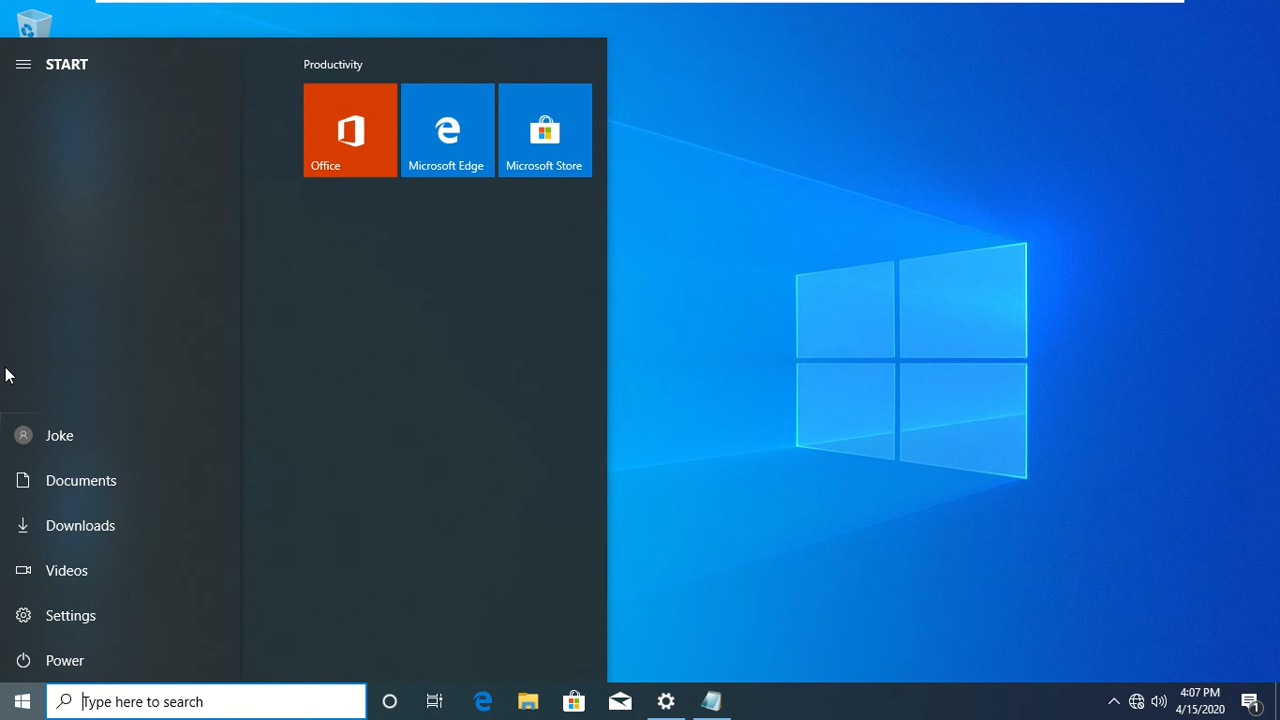 START
Productivity
Office
Microsoft Edge
Microsoft Store
Joke
Documents
Downloads
Videos
Settings
Power
Type here to search
4:07 PM
4/15/2020
1